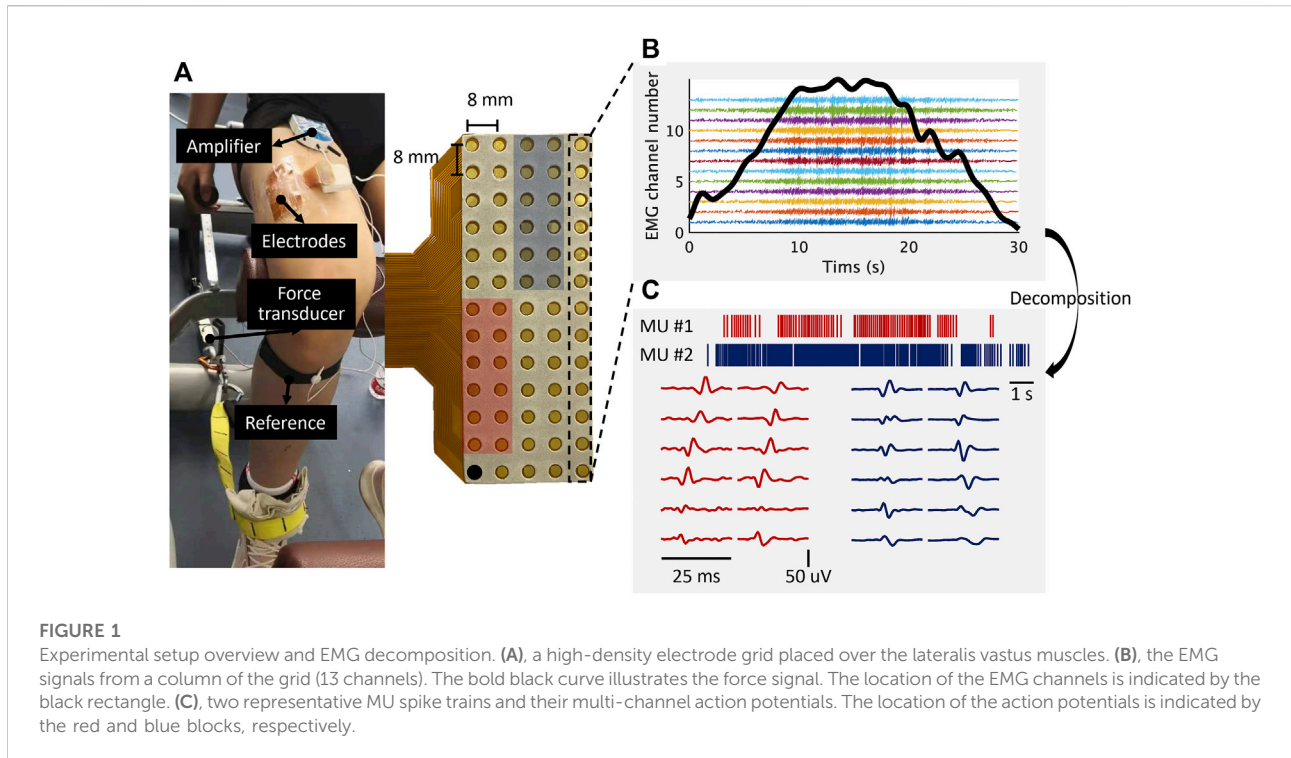 A
Amplifier
Electrodes
Force
transducer
Reference
8 mm
8 mm
B
EMG channel number
10
5
0
0
10
20
30
Tims (s)
Decomposition
C
MU #1
MU #2
1 s
25 ms
50 uV
FIGURE 1
Experimental setup overview and EMG decomposition. (A), a high-density electrode grid placed over the lateralis vastus muscles. (B), the EMG
signals from a column of the grid (13 channels). The bold black curve illustrates the force signal. The location of the EMG channels is indicated by the
black rectangle. (C), two representative MU spike trains and their multi-channel action potentials. The location of the action potentials is indicated by
the red and blue blocks, respectively.